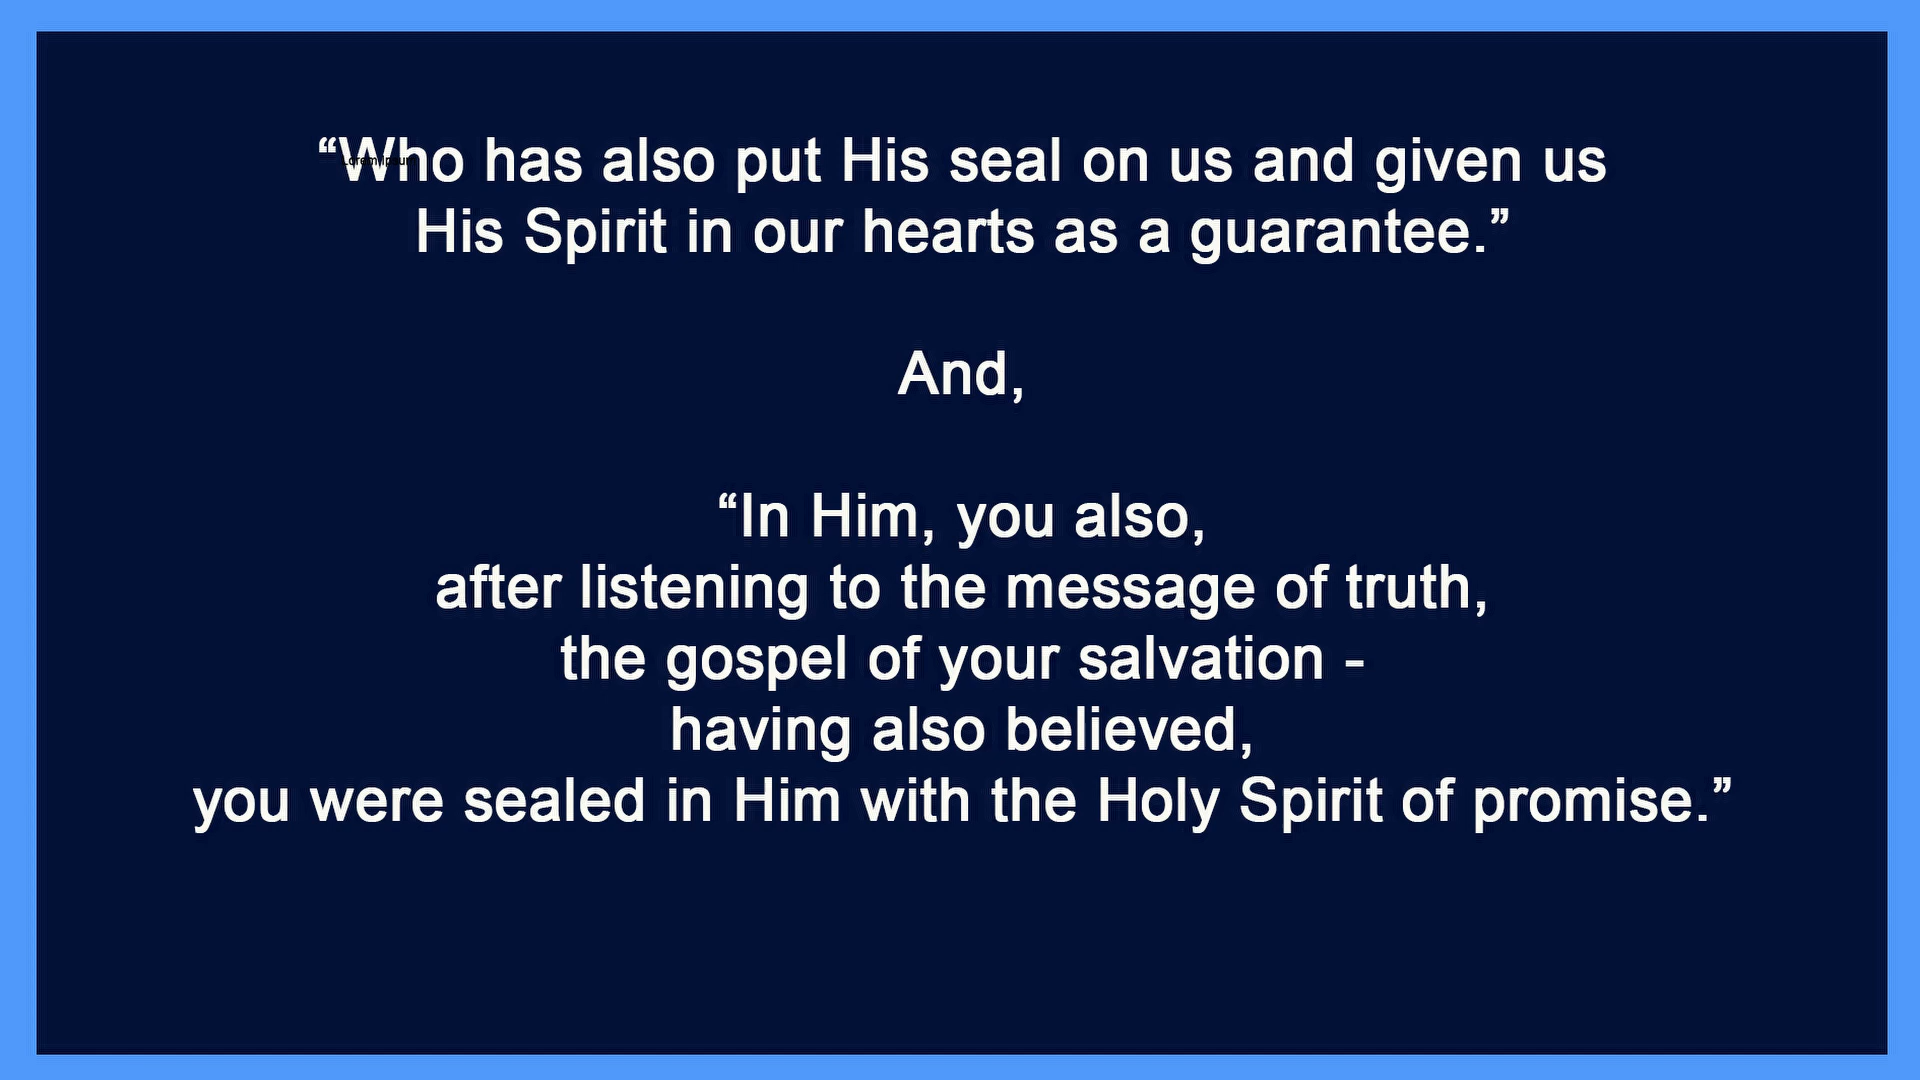 “Who has also put His seal on us and given us
Lorem Ipsum
His Spirit in our hearts as a guarantee.”
And,
“In Him, you also,
after listening to the message of truth,
the gospel of your salvation -
having also believed,
you were sealed in Him with the Holy Spirit of promise.”